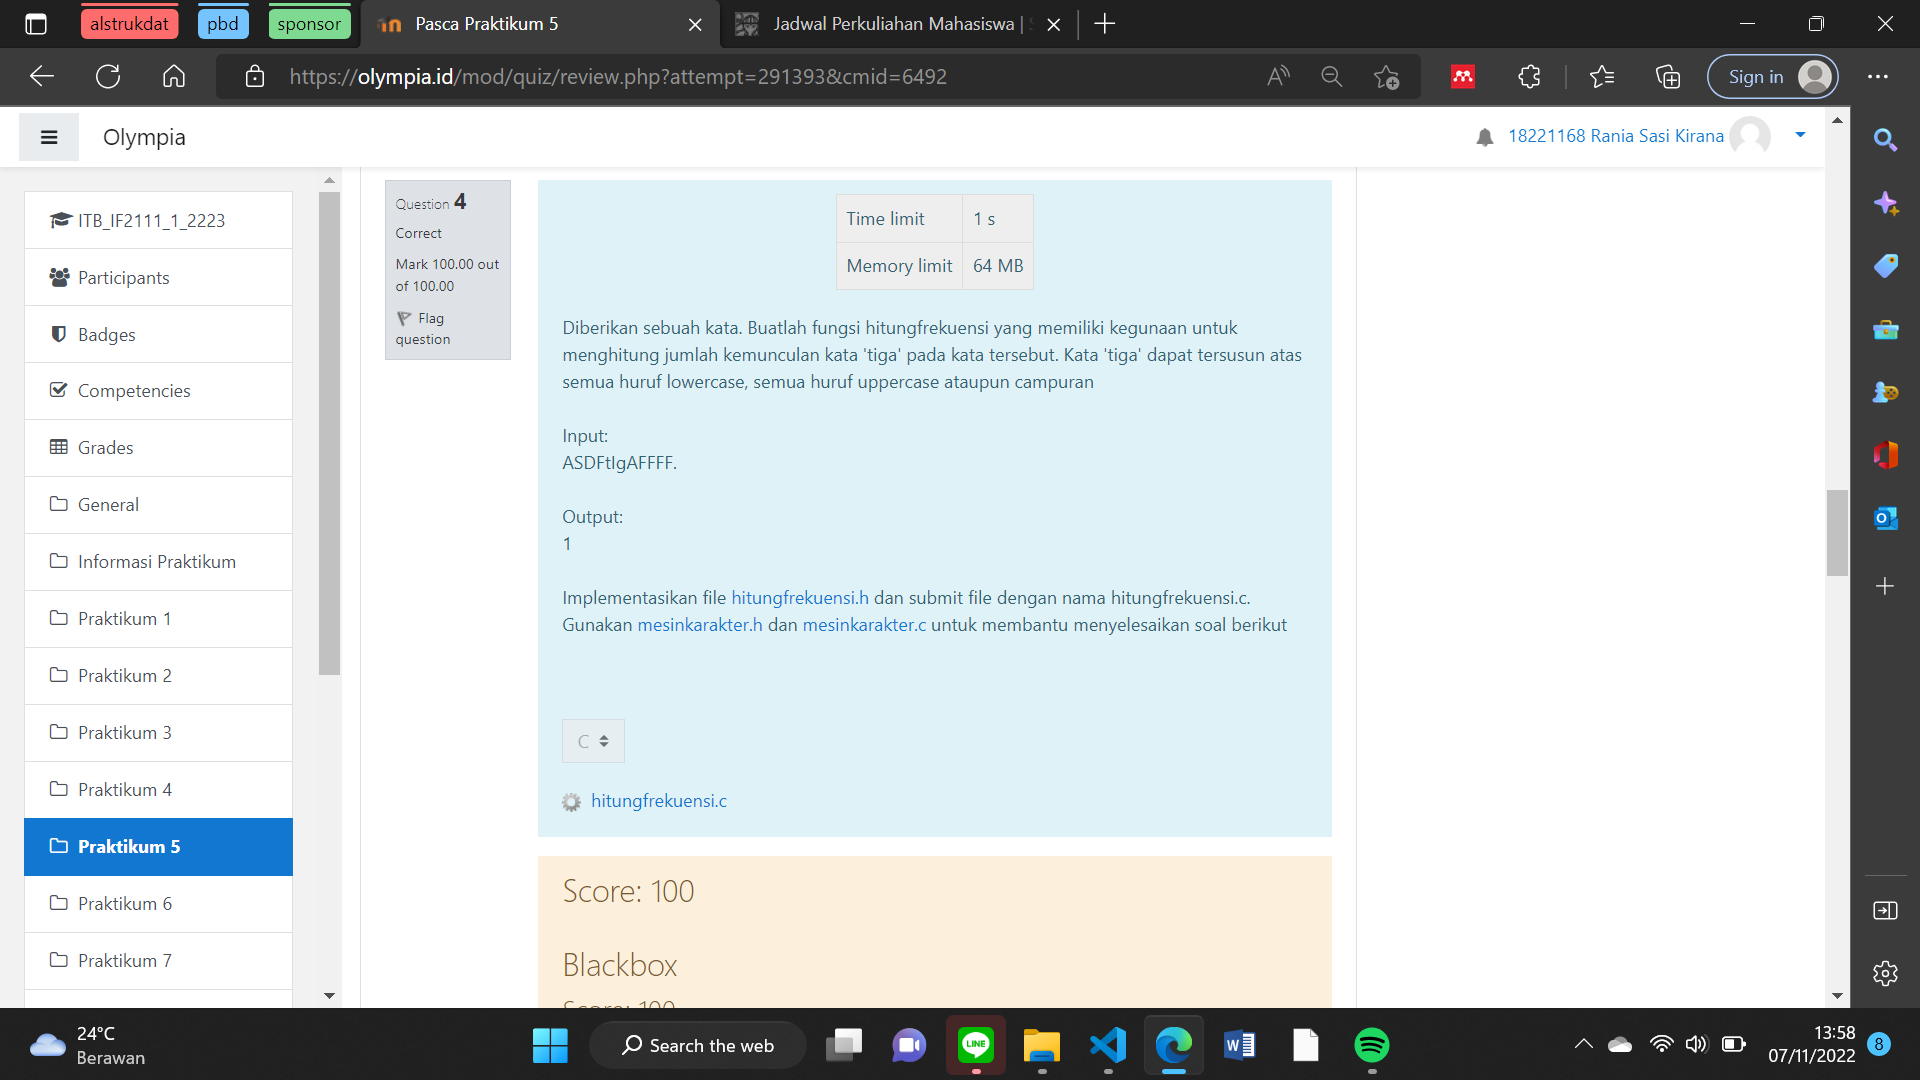 alstrukdat
pbd
sponsor
Pasca Praktikum 5
Jadwal Perkuliahan Mahasiswa |
https://olympia.id/mod/quiz/review.php?attempt=291393&cmid=6492
Sign in
Olympia
18221168 Rania Sasi Kirana
ITB_IF2111_1_2223
Participants
Badges
Competencies
Grades
General
Informasi Praktikum
Praktikum 1
Praktikum 2
Praktikum 3
Praktikum 4
Praktikum 5
Praktikum 6
Praktikum 7
Question 4
Correct
Mark 100.00 out
of 100.00
Flag
question
Time limit 1 s
Memory limit 64 MB
Diberikan sebuah kata. Buatlah fungsi hitungfrekuensi yang memiliki kegunaan untuk
menghitung jumlah kemunculan kata 'tiga' pada kata tersebut. Kata 'tiga' dapat tersusun atas
semua huruf lowercase, semua huruf uppercase ataupun campuran
Input:
ASDFtIgAFFFF.
Output:
1
Implementasikan file hitungfrekuensi.h dan submit file dengan nama hitungfrekuensi.c.
Gunakan mesinkarakter.h dan mesinkarakter.c untuk membantu menyelesaikan soal berikut
C
hitungfrekuensi.c
Score: 100
Blackbox
Score: 100
24°C
Berawan
Search the web
LINE
13:58
07/11/2022
8